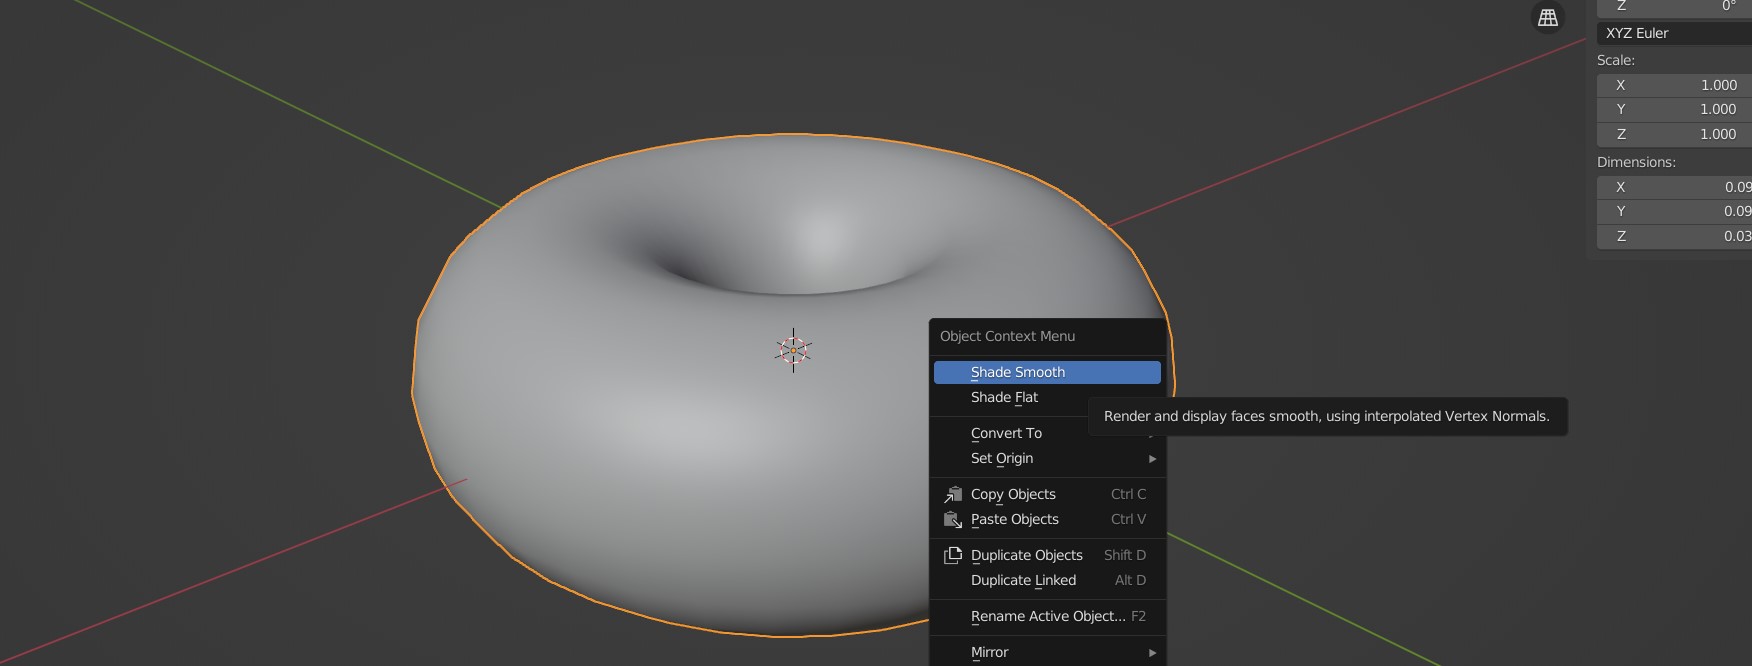 Z 0°
XYZ Euler
Scale:
X 1.000
Y 1.000
Z 1.000
Dimensions:
X 0.09
Y 0.09
Z 0.03
Object Context Menu
Shade Smooth
Shade Flat
Render and display faces smooth, using interpolated Vertex Normals.
Convert To
Set Origin
Copy Objects Ctrl C
Paste Objects Ctrl V
Duplicate Objects Shift D
Duplicate Linked Alt D
Rename Active Object... F2
Mirror